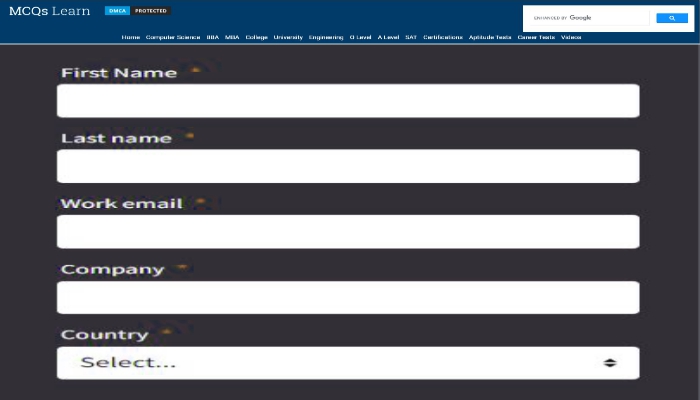 MCQs Learn DMCA PROTECTED
ENHANCED BY Google
Home Computer Science BBA MBA College University Engineering O Level A Level SAT Certifications Aptitude Tests Career Tests Videos
First Name *
Last name *
Work email *
Company *
Country *
Select...